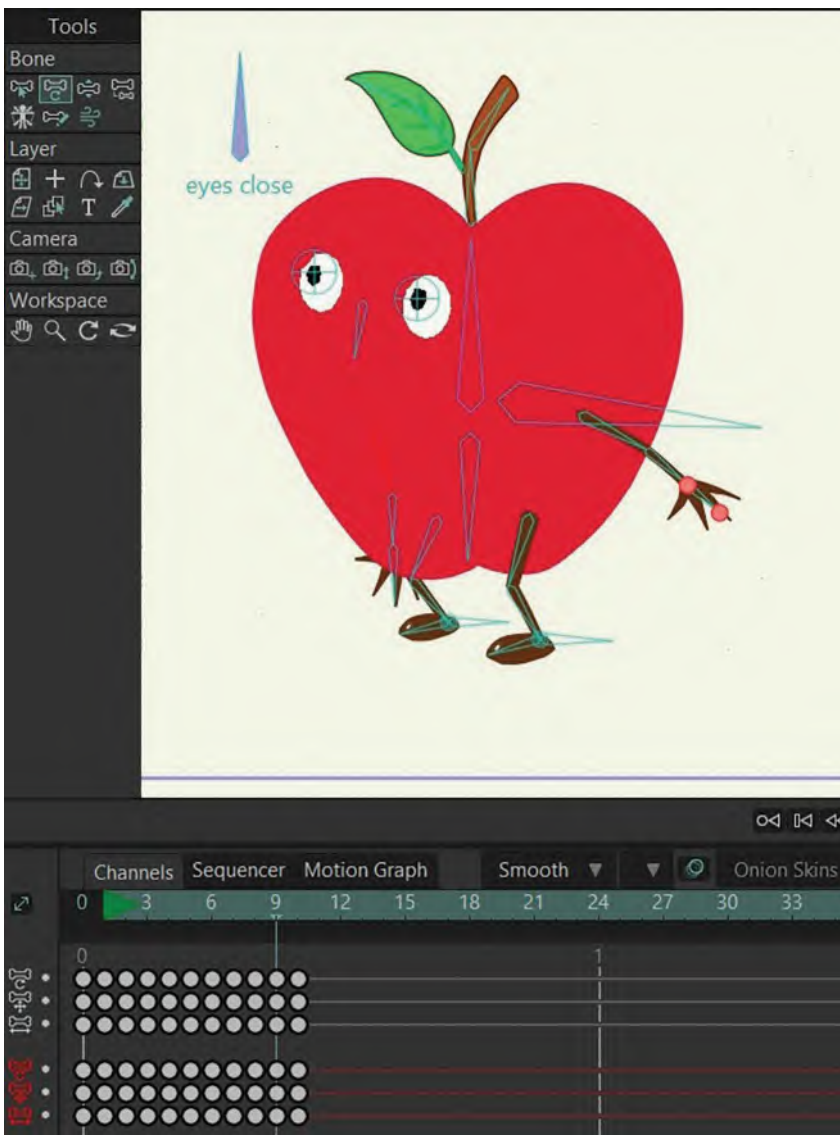 Tools
Bone
Layer
T
Camera
Workspace
eyes close
Channels Sequencer Motion Graph Smooth Onion Skins
0 3 6 9 12 15 18 21 24 27 30 33
0 1